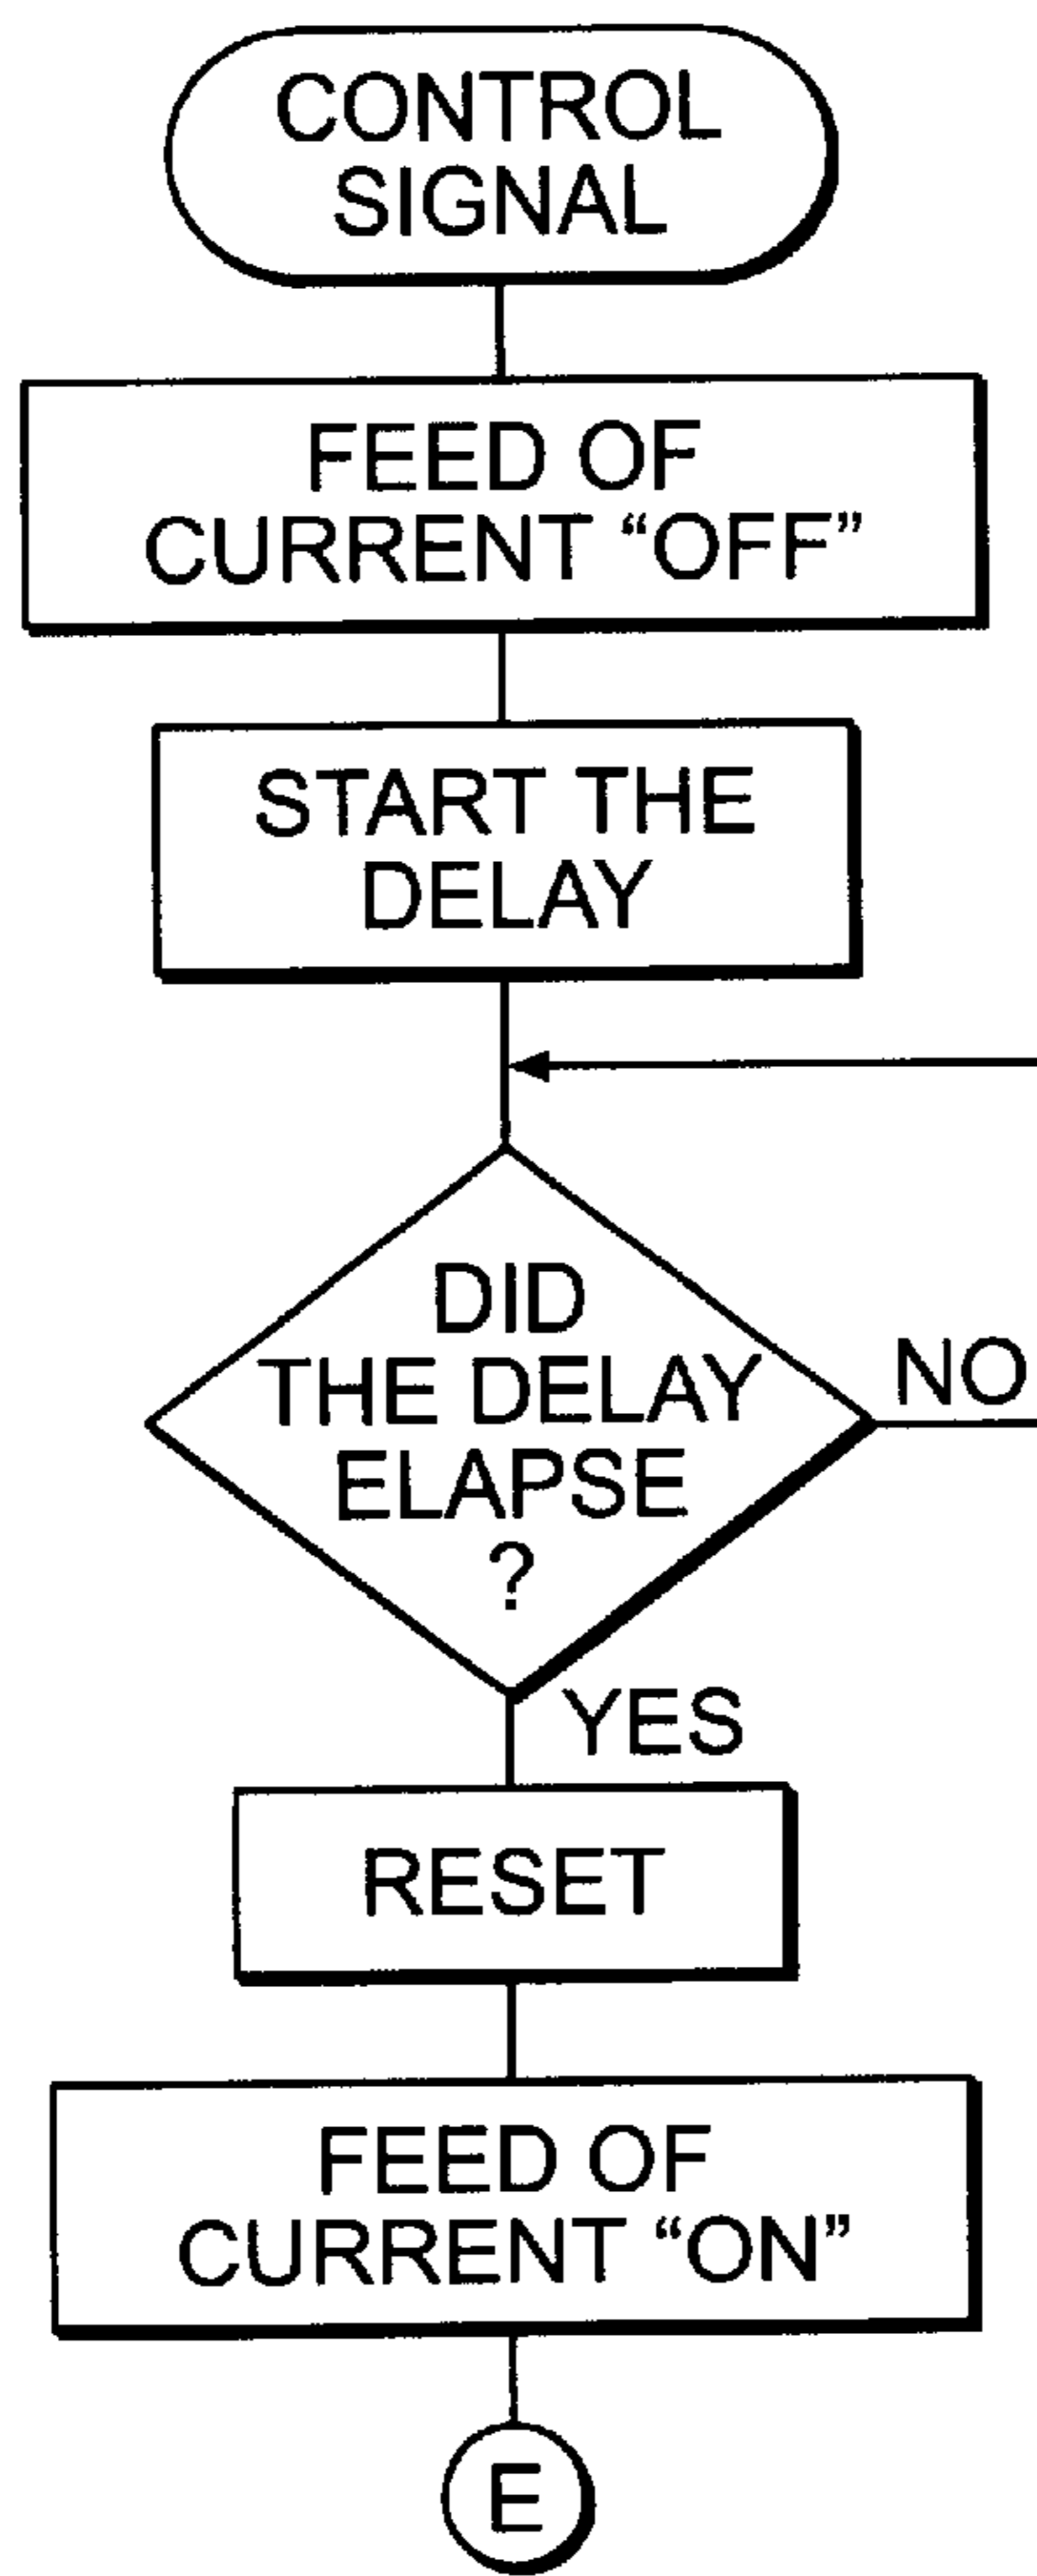 CONTROL
SIGNAL
FEED OF
CURRENT “OFF”
START THE
DELAY
DID
THE DELAY
ELAPSE
?
NO
YES
RESET
FEED OF
CURRENT “ON”
E